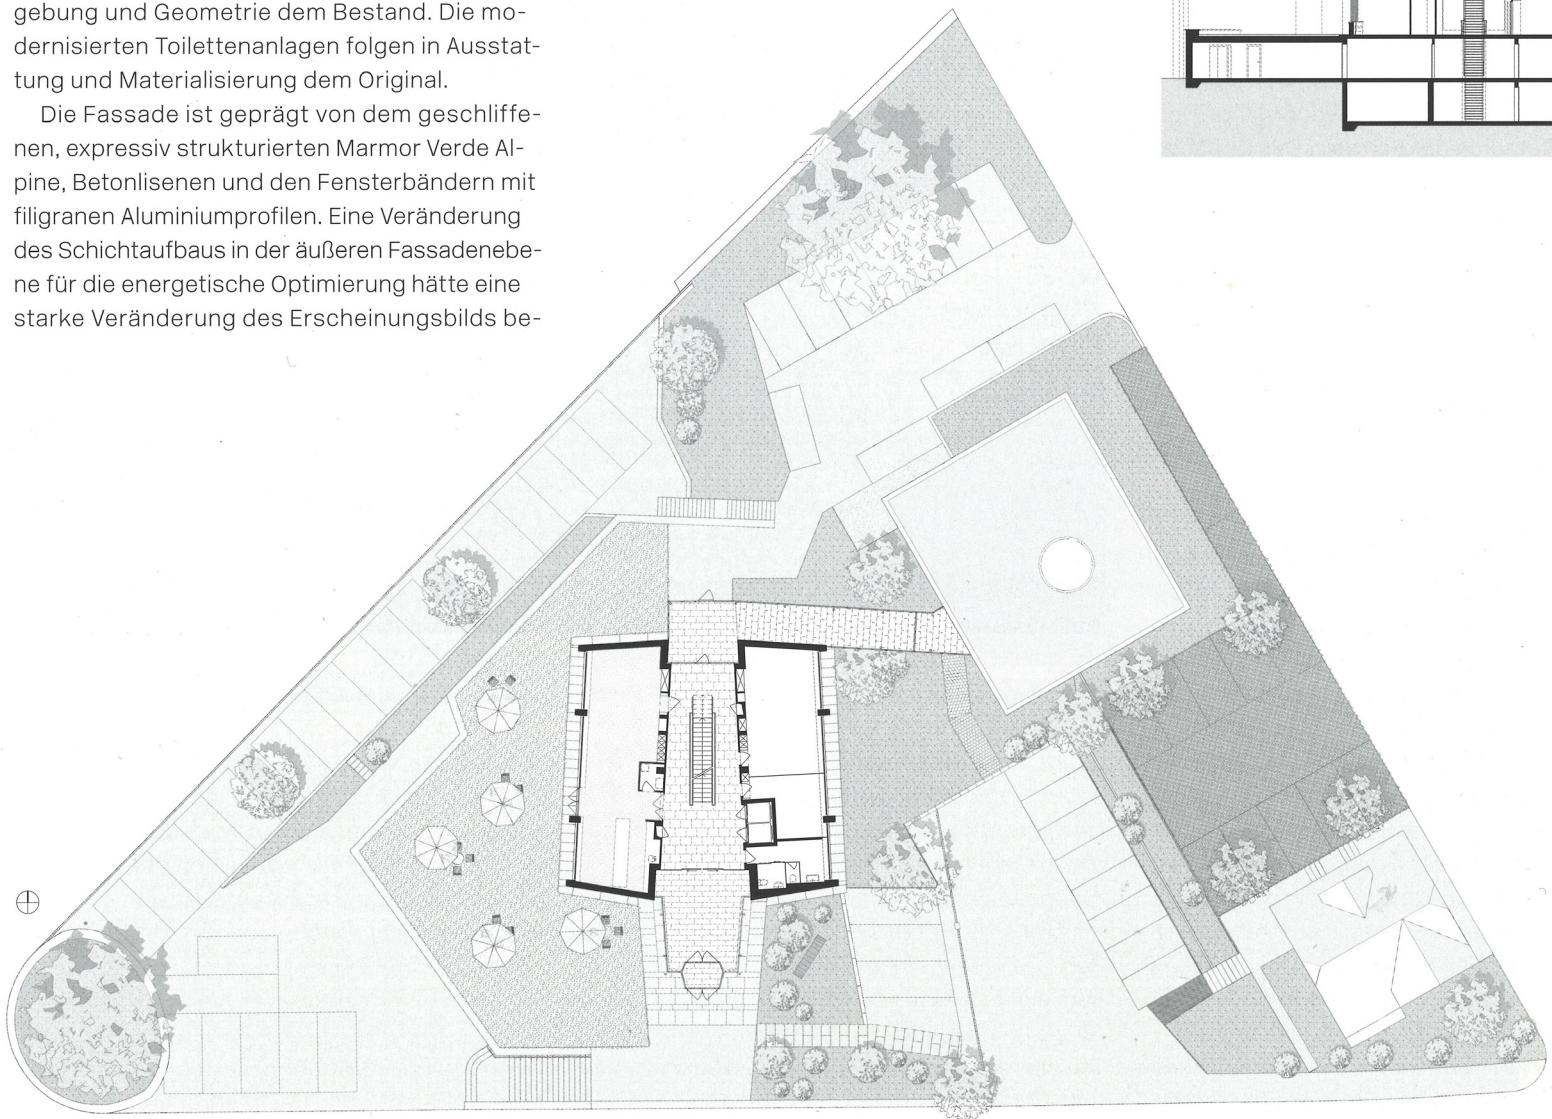 gebung und Geometrie dem Bestand. Die mo-
dernisierten Toilettenanlagen folgen in Ausstat-
tung und Materialisierung dem Original.
Die Fassade ist geprägt von dem geschliffe-
nen, expressiv strukturierten Marmor Verde Al-
pine, Betonlisenen und den Fensterbändern mit
filigranen Aluminiumprofilen. Eine Veränderung
des Schichtaufbaus in der äußeren Fassadenebe-
ne für die energetische Optimierung hätte eine
starke Veränderung des Erscheinungsbilds be-